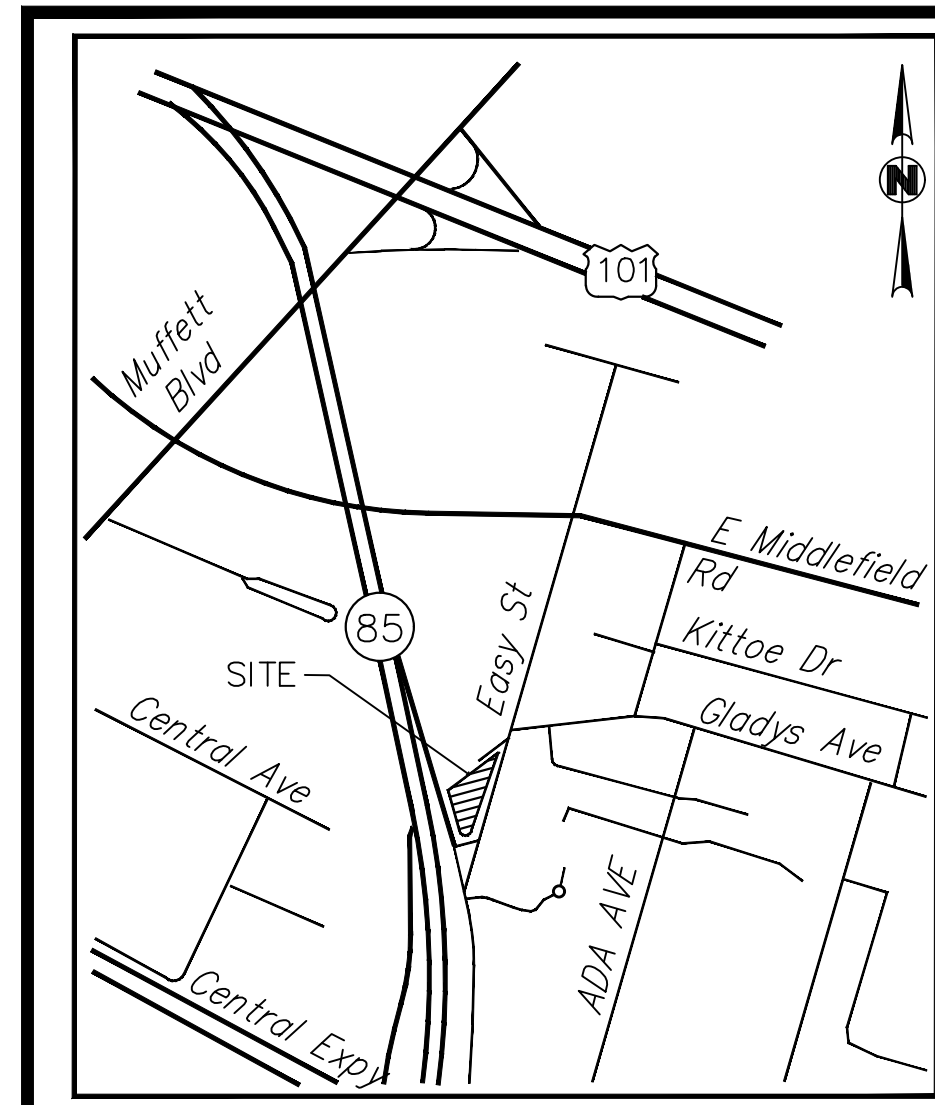 N
101
Muffett
Blvd
E Middlefield
Rd
85
Easy St
Kittoe Dr
SITE
Gladys Ave
Central Ave
ADA AVE
Central Expy